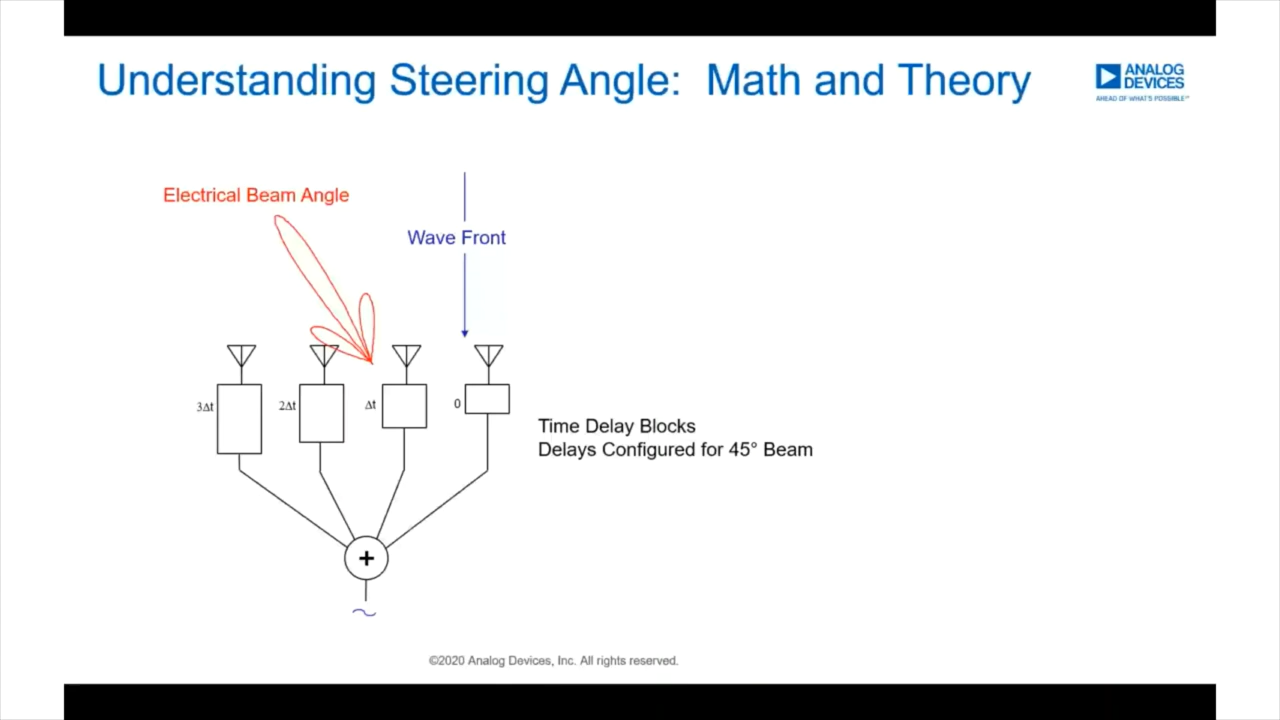 Understanding Steering Angle: Math and Theory
ANALOG
DEVICES
AHEAD OF WHAT'S POSSIBLE™
Electrical Beam Angle
Wave Front
3Δt
2Δt
Δt
0
Time Delay Blocks
Delays Configured for 45° Beam
+
©2020 Analog Devices, Inc. All rights reserved.